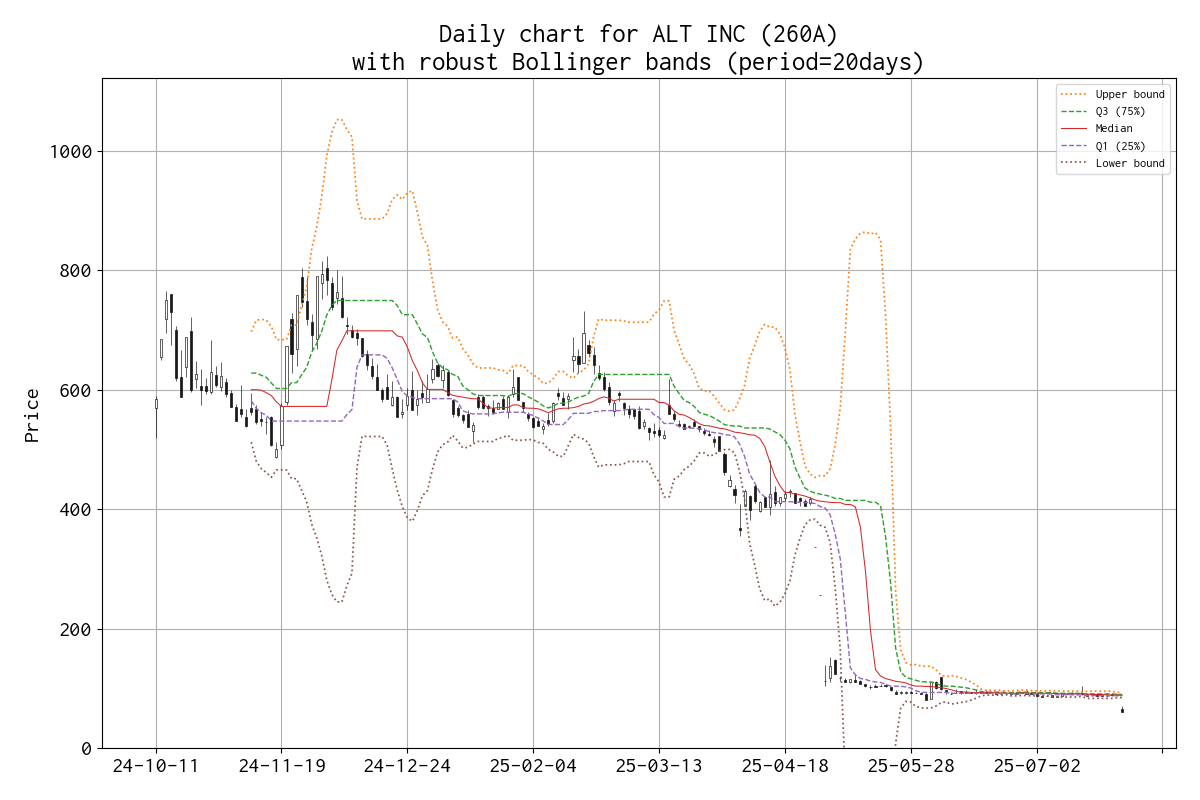 Daily chart for ALT INC (260A)
with robust Bollinger bands (period=20days)
Upper bound
Q3 (75%)
Median
Q1 (25%)
Lower bound
Price
1000
800
600
400
200
0
24-10-11
24-11-19
24-12-24
25-02-04
25-03-13
25-04-18
25-05-28
25-07-02